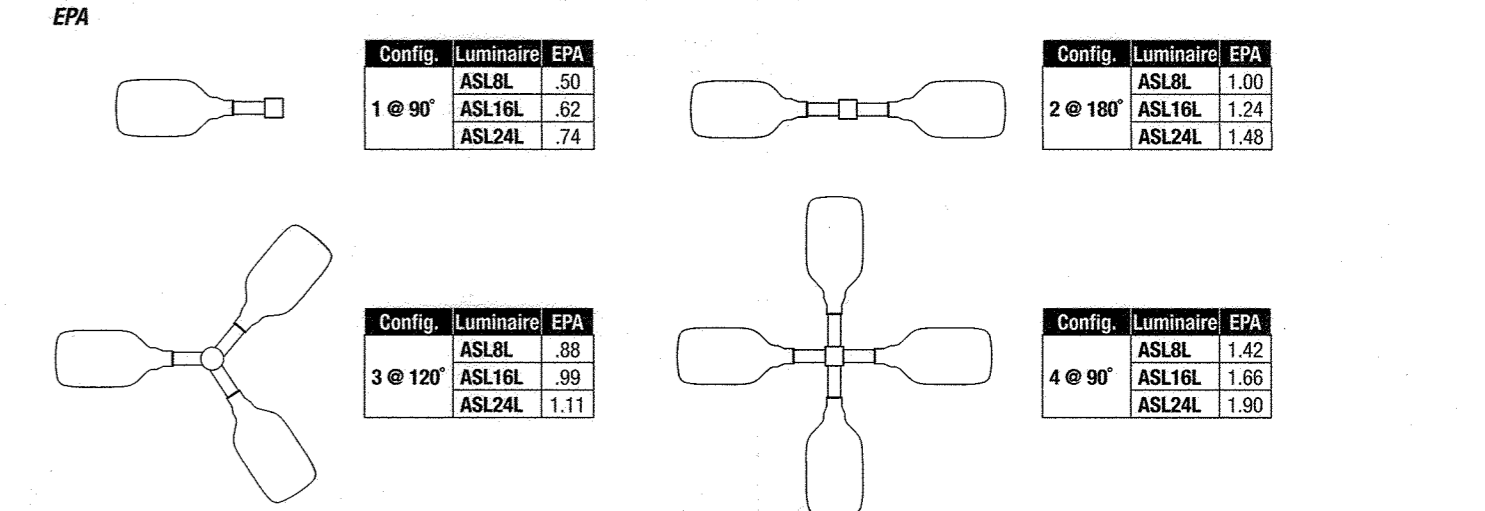 EPA
Config. Luminaire EPA
1 @ 90° ASL8L .50
ASL16L .62
ASL24L .74
Config. Luminaire EPA
2 @ 180° ASL8L 1.00
ASL16L 1.24
ASL24L 1.48
Config. Luminaire EPA
3 @ 120° ASL8L .88
ASL16L .99
ASL24L 1.11
Config. Luminaire EPA
4 @ 90° ASL8L 1.42
ASL16L 1.66
ASL24L 1.90